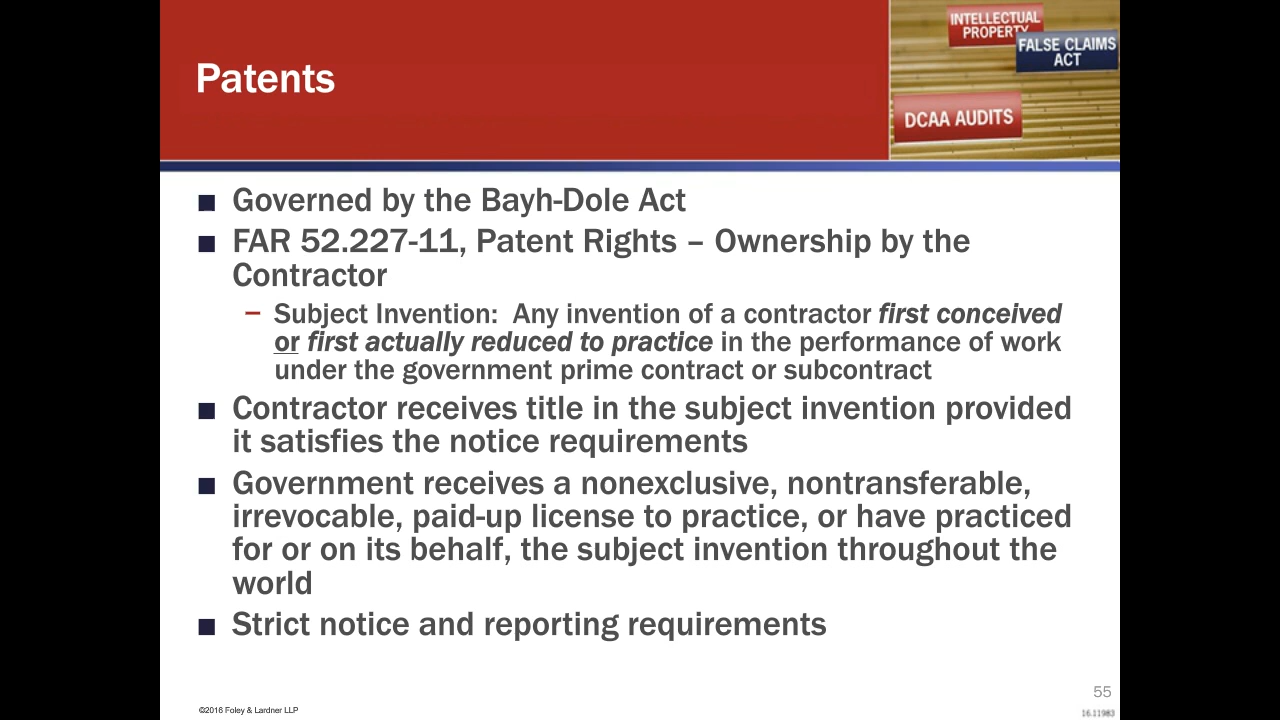 INTELLECTUAL
PROPERTY
FALSE CLAIMS
ACT
DCAA AUDITS
Patents
■ Governed by the Bayh-Dole Act
■ FAR 52.227-11, Patent Rights – Ownership by the
Contractor
– Subject Invention:  Any invention of a contractor first conceived
or first actually reduced to practice in the performance of work
under the government prime contract or subcontract
■ Contractor receives title in the subject invention provided
it satisfies the notice requirements
■ Government receives a nonexclusive, nontransferable,
irrevocable, paid-up license to practice, or have practiced
for or on its behalf, the subject invention throughout the
world
■ Strict notice and reporting requirements
55
©2016 Foley & Lardner LLP
16.11983